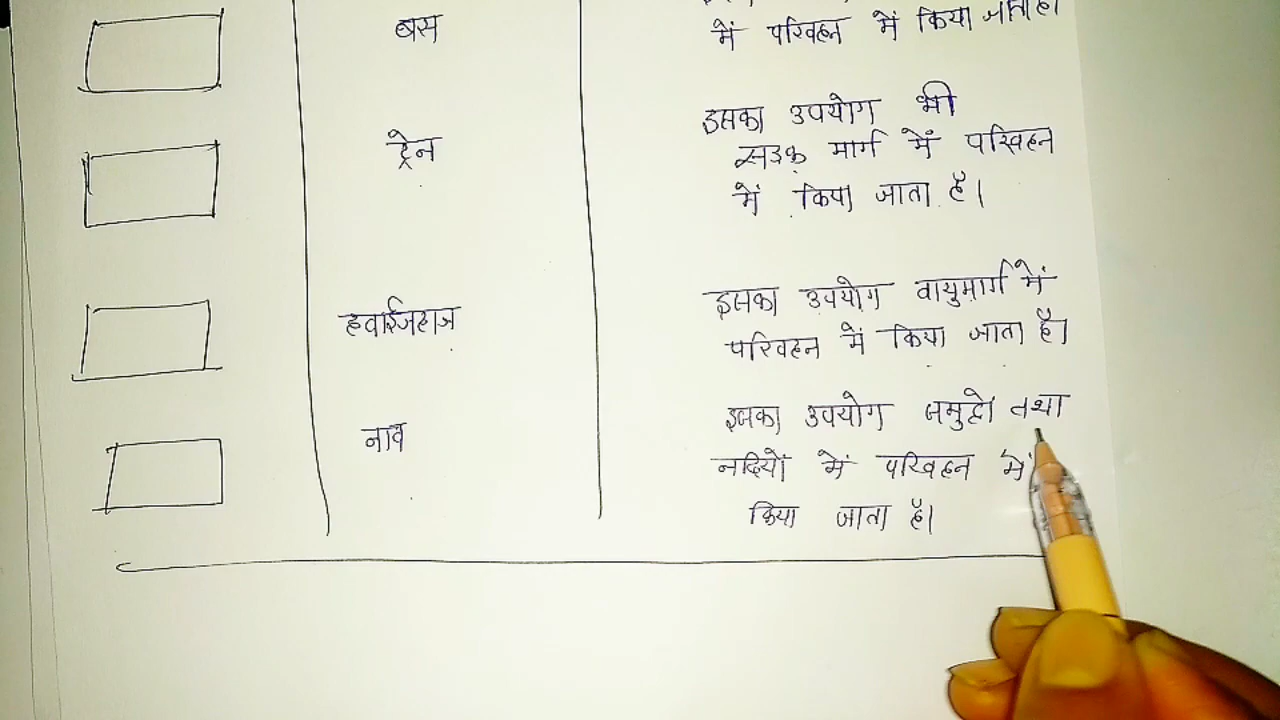 बस
में परिवहन में किया जाता है।
ट्रेन
इसका उपयोग भी
सड़क मार्ग में परिवहन
में किया जाता है।
हवाईजहाज
इसका उपयोग वायुमार्ग में
परिवहन में किया जाता है।
नाव
इसका उपयोग समुद्रो तथा
नदियों में परिवहन में
किया जाता है।